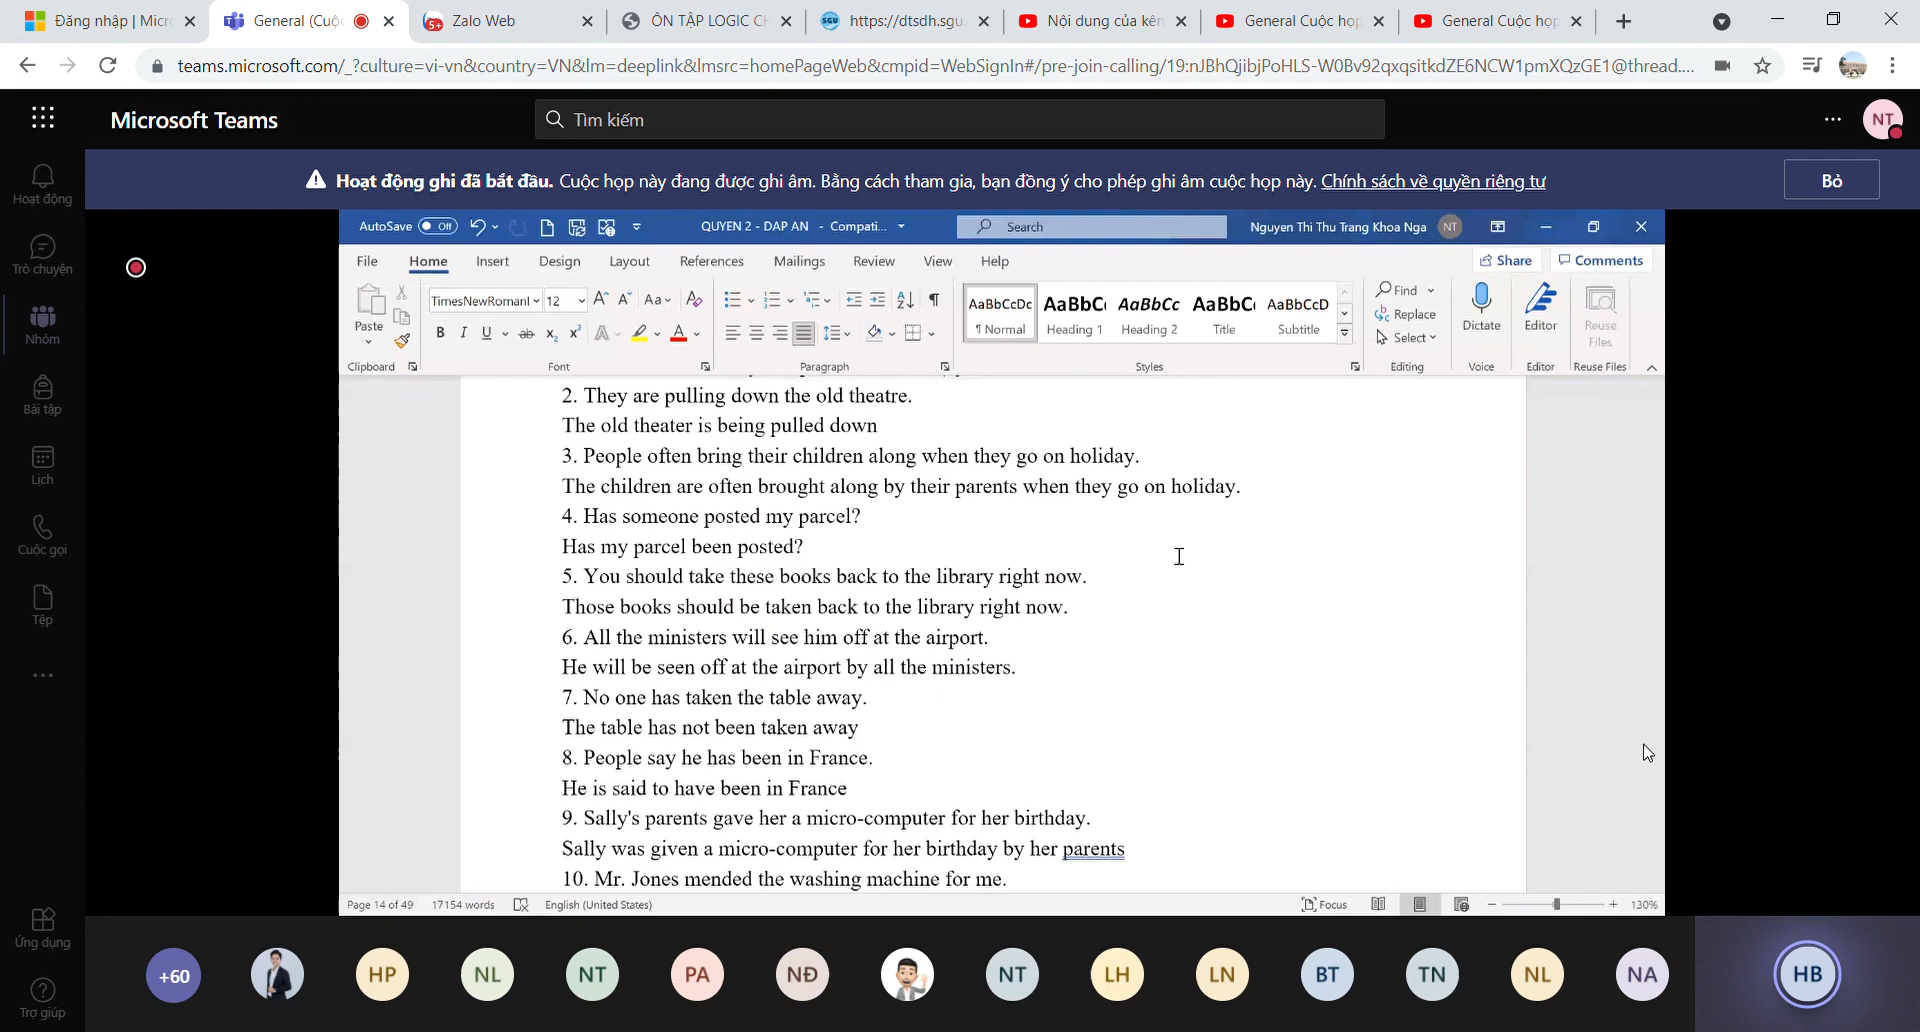 Đăng nhập | Micr
General (Cuộc
5+ Zalo Web
ÔN TẬP LOGIC CH
SGU https://dtsdh.sgu.
Nội dung của kên
General Cuộc họp
General Cuộc họp
teams.microsoft.com/_?culture=vi-vn&country=VN&lm=deeplink&lmsrc=homePageWeb&cmpid=WebSignIn#/pre-join-calling/19:nJBhQjibjPoHLS-W0Bv92qxqsitkdZE6NCW1pmXQzGE1@thread....
Microsoft Teams
Tìm kiếm
NT
Hoạt động ghi đã bắt đầu. Cuộc họp này đang được ghi âm. Bằng cách tham gia, bạn đồng ý cho phép ghi âm cuộc họp này. Chính sách về quyền riêng tư
Bỏ
Hoạt động
Trò chuyện
Nhóm
Bài tập
Lịch
Cuộc gọi
Tệp
Ứng dụng
Trợ giúp
AutoSave Off QUYEN 2 - DAP AN - Compati... Search Nguyen Thi Thu Trang Khoa Nga NT
File Home Insert Design Layout References Mailings Review View Help Share Comments
Paste
Clipboard
TimesNewRomanI 12
Font
Paragraph
AaBbCcDc AaBbC AaBbCc AaBbC AaBbCcD
¶ Normal Heading 1 Heading 2 Title Subtitle
Styles
Find
Replace
Select
Editing
Dictate
Voice
Editor
Editor
Reuse Files
Reuse Files
2. They are pulling down the old theatre.
The old theater is being pulled down
3. People often bring their children along when they go on holiday.
The children are often brought along by their parents when they go on holiday.
4. Has someone posted my parcel?
Has my parcel been posted?
5. You should take these books back to the library right now.
Those books should be taken back to the library right now.
6. All the ministers will see him off at the airport.
He will be seen off at the airport by all the ministers.
7. No one has taken the table away.
The table has not been taken away
8. People say he has been in France.
He is said to have been in France
9. Sally's parents gave her a micro-computer for her birthday.
Sally was given a micro-computer for her birthday by her parents
10. Mr. Jones mended the washing machine for me.
Page 14 of 49 17154 words English (United States) Focus 130%
+60 HP NL NT PA NĐ NT LH LN BT TN NL NA HB